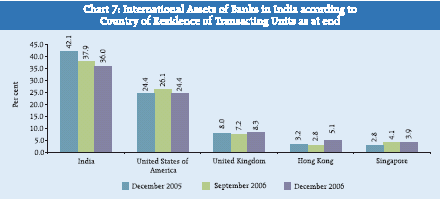 Chart 7: International Assets of Banks in India according to
Country of Residence of Transacting Units as at end
Per cent
45.0
40.0
35.0
30.0
25.0
20.0
15.0
10.0
5.0
0.0
42.1
37.9
36.0
24.4
26.1
24.4
8.0
7.2
8.3
3.2
2.8
5.1
2.8
4.1
3.9
India
United States of
America
United Kingdom
Hong Kong
Singapore
December 2005
September 2006
December 2006